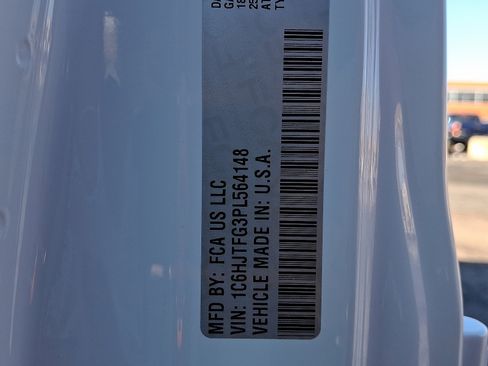 MFD BY: FCA US LLC
VIN: 1C6HJTFG3PL564148
VEHICLE MADE IN: U.S.A.